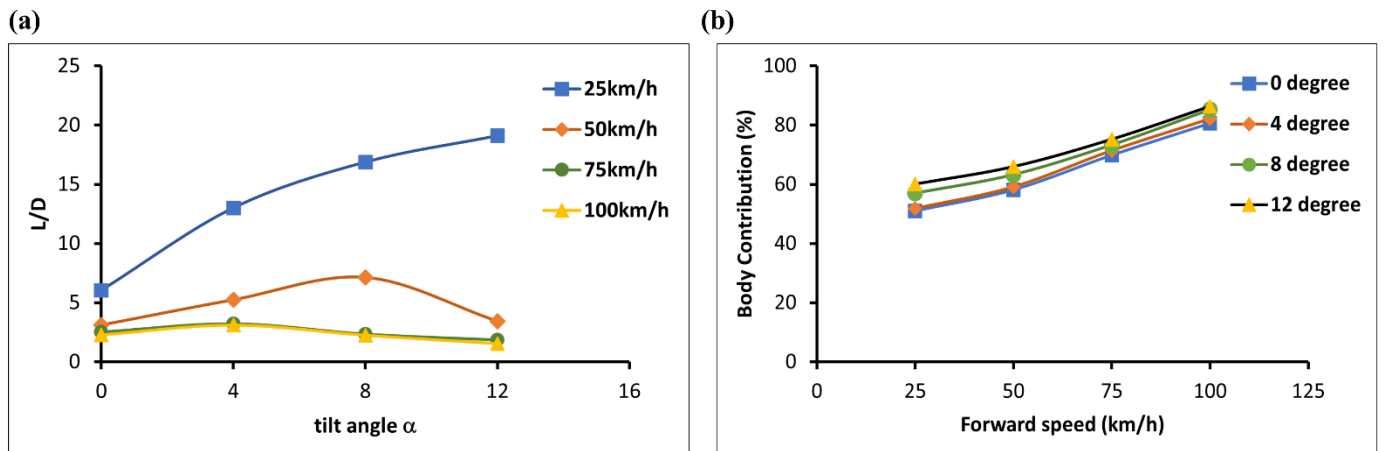 (a)
25
20
15
10
5
0
L/D
0 4 8 12 16
tilt angle α
25km/h
50km/h
75km/h
100km/h
(b)
100
80
60
40
20
0
Body Contribution (%)
0 25 50 75 100 125
Forward speed (km/h)
0 degree
4 degree
8 degree
12 degree